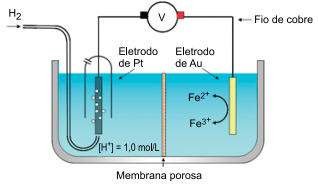 H₂
V
Fio de cobre
Eletrodo
de Pt
Eletrodo
de Au
Fe²⁺
Fe³⁺
[H⁺] = 1,0 mol/L
Membrana porosa